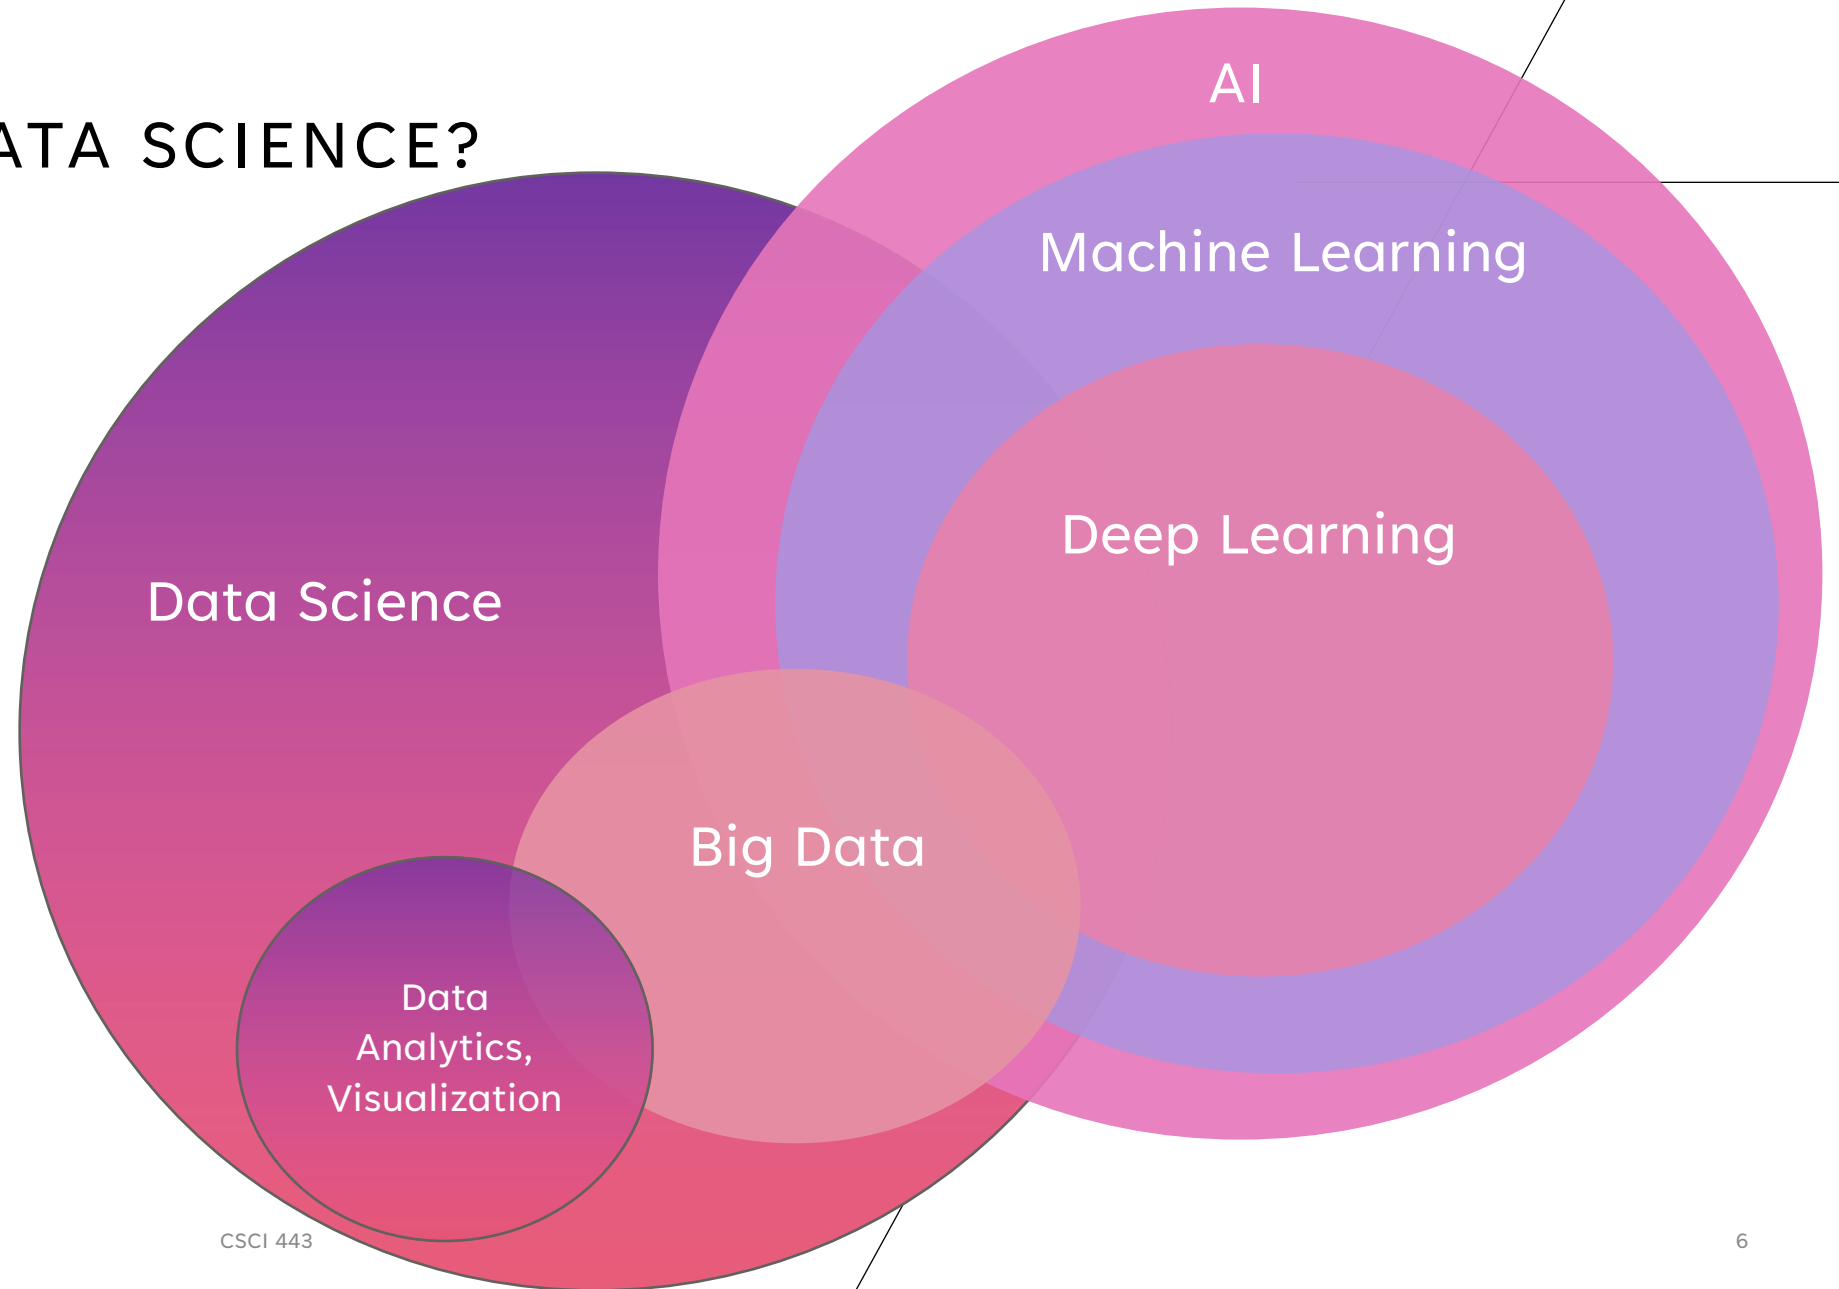 ATA SCIENCE?
AI
Machine Learning
Deep Learning
Data Science
Big Data
Data
Analytics,
Visualization
CSCI 443
6